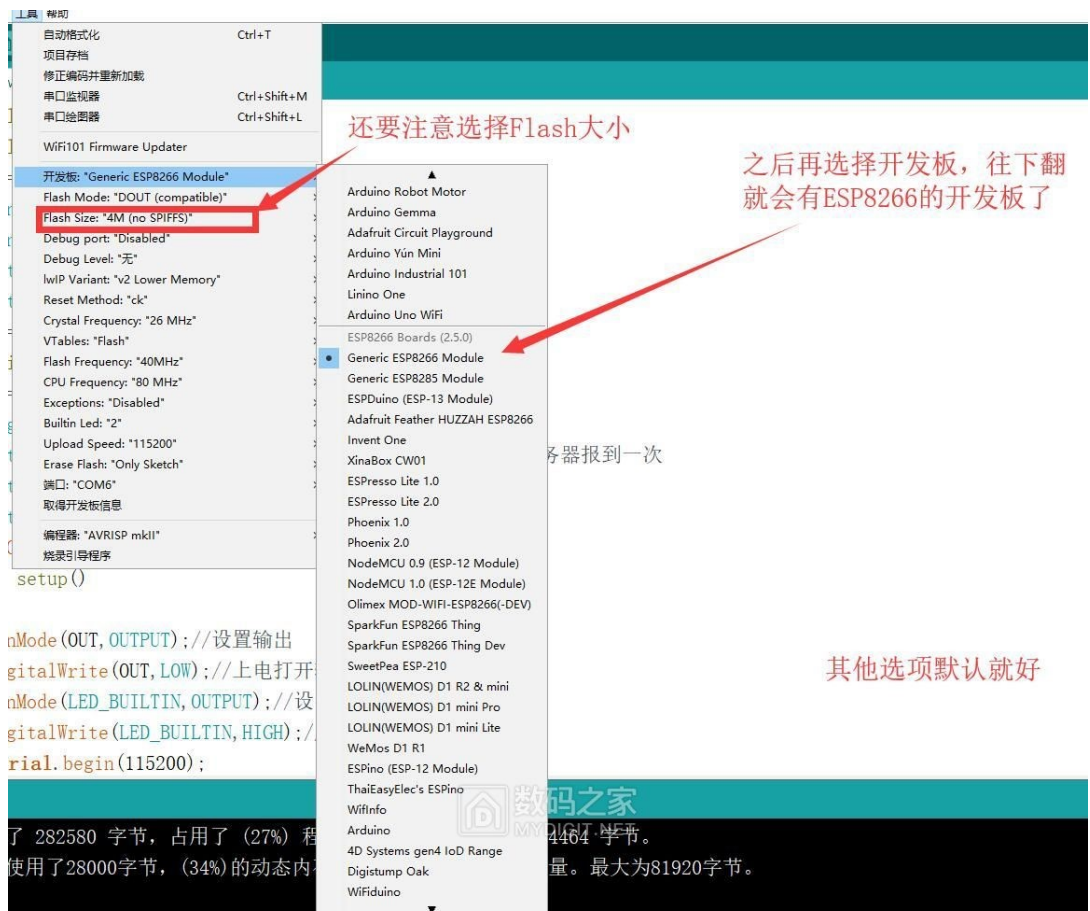 工具 帮助
自动格式化 Ctrl+T
项目存档
修正编码并重新加载
串口监视器 Ctrl+Shift+M
串口绘图器 Ctrl+Shift+L
WiFi101 Firmware Updater
开发板: "Generic ESP8266 Module"
Flash Mode: "DOUT (compatible)"
Flash Size: "4M (no SPIFFS)"
Debug port: "Disabled"
Debug Level: "无"
lwIP Variant: "v2 Lower Memory"
Reset Method: "ck"
Crystal Frequency: "26 MHz"
VTables: "Flash"
Flash Frequency: "40MHz"
CPU Frequency: "80 MHz"
Exceptions: "Disabled"
Builtin Led: "2"
Upload Speed: "115200"
Erase Flash: "Only Sketch"
端口: "COM6"
取得开发板信息
编程器: "AVRISP mkII"
烧录引导程序
还要注意选择Flash大小
之后再选择开发板，往下翻
就会有ESP8266的开发板了
Arduino Robot Motor
Arduino Gemma
Adafruit Circuit Playground
Arduino Yún Mini
Arduino Industrial 101
Linino One
Arduino Uno WiFi
ESP8266 Boards (2.5.0)
Generic ESP8266 Module
Generic ESP8285 Module
ESPDuino (ESP-13 Module)
Adafruit Feather HUZZAH ESP8266
Invent One
XinaBox CW01
ESPresso Lite 1.0
ESPresso Lite 2.0
Phoenix 1.0
Phoenix 2.0
NodeMCU 0.9 (ESP-12 Module)
NodeMCU 1.0 (ESP-12E Module)
Olimex MOD-WIFI-ESP8266(-DEV)
SparkFun ESP8266 Thing
SparkFun ESP8266 Thing Dev
SweetPea ESP-210
LOLIN(WEMOS) D1 R2 & mini
LOLIN(WEMOS) D1 mini Pro
LOLIN(WEMOS) D1 mini Lite
WeMos D1 R1
ESPino (ESP-12 Module)
ThaiEasyElec's ESPino
WifInfo
Arduino
4D Systems gen4 IoD Range
Digistump Oak
WiFiduino
务器报到一次
setup()
nMode(OUT,OUTPUT);//设置输出
gitalWrite(OUT,LOW);//上电打开
nMode(LED_BUILTIN,OUTPUT);//设
gitalWrite(LED_BUILTIN,HIGH);/
rial.begin(115200);
其他选项默认就好
数码之家
MYDIGIT.NET
了 282580 字节，占用了 (27%) 程 4464 字节。
使用了28000字节，(34%)的动态内 量。最大为81920字节。